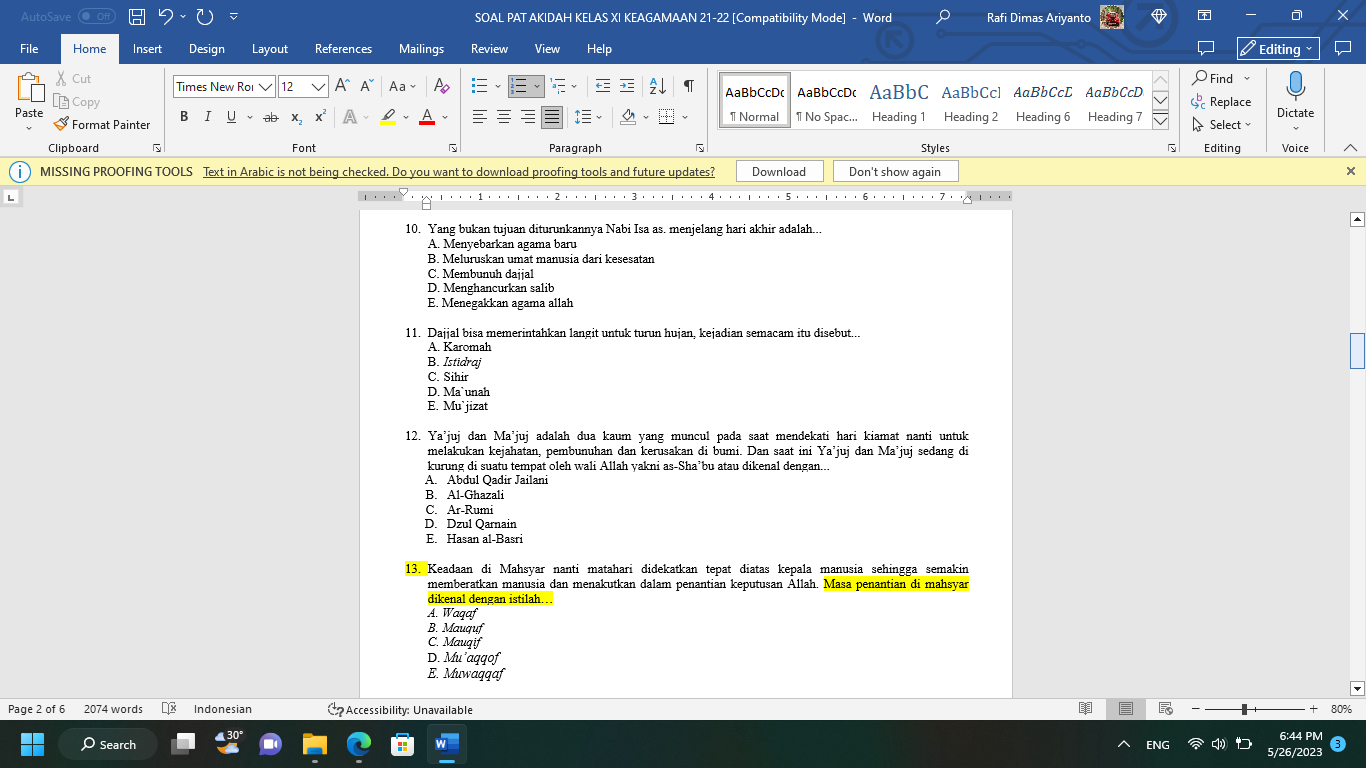 AutoSave Off SOAL PAT AKIDAH KELAS XI KEAGAMAAN 21-22 [Compatibility Mode] - Word Rafi Dimas Ariyanto
File Home Insert Design Layout References Mailings Review View Help Editing
Paste Cut Copy Format Painter
Times New Roi 12
AaBbCcDc AaBbCcDc AaBbC AaBbCcI AaBbCcD AaBbCcD
¶ Normal ¶ No Spac... Heading 1 Heading 2 Heading 6 Heading 7
Find Replace Select Dictate
Clipboard Font Paragraph Styles Editing Voice
MISSING PROOFING TOOLS Text in Arabic is not being checked. Do you want to download proofing tools and future updates? Download Don't show again
1 2 3 4 5 6 7
10. Yang bukan tujuan diturunkannya Nabi Isa as. menjelang hari akhir adalah...
A. Menyebarkan agama baru
B. Meluruskan umat manusia dari kesesatan
C. Membunuh dajjal
D. Menghancurkan salib
E. Menegakkan agama allah
11. Dajjal bisa memerintahkan langit untuk turun hujan, kejadian semacam itu disebut...
A. Karomah
B. Istidraj
C. Sihir
D. Ma`unah
E. Mu`jizat
12. Ya’juj dan Ma’juj adalah dua kaum yang muncul pada saat mendekati hari kiamat nanti untuk
melakukan kejahatan, pembunuhan dan kerusakan di bumi. Dan saat ini Ya’juj dan Ma’juj sedang di
kurung di suatu tempat oleh wali Allah yakni as-Sha’bu atau dikenal dengan...
A. Abdul Qadir Jailani
B. Al-Ghazali
C. Ar-Rumi
D. Dzul Qarnain
E. Hasan al-Basri
13. Keadaan di Mahsyar nanti matahari didekatkan tepat diatas kepala manusia sehingga semakin
memberatkan manusia dan menakutkan dalam penantian keputusan Allah. Masa penantian di mahsyar
dikenal dengan istilah…
A. Waqaf
B. Mauquf
C. Mauqif
D. Mu’aqqof
E. Muwaqqaf
Page 2 of 6 2074 words Indonesian Accessibility: Unavailable 80%
Search 30° ENG 6:44 PM
5/26/2023 3